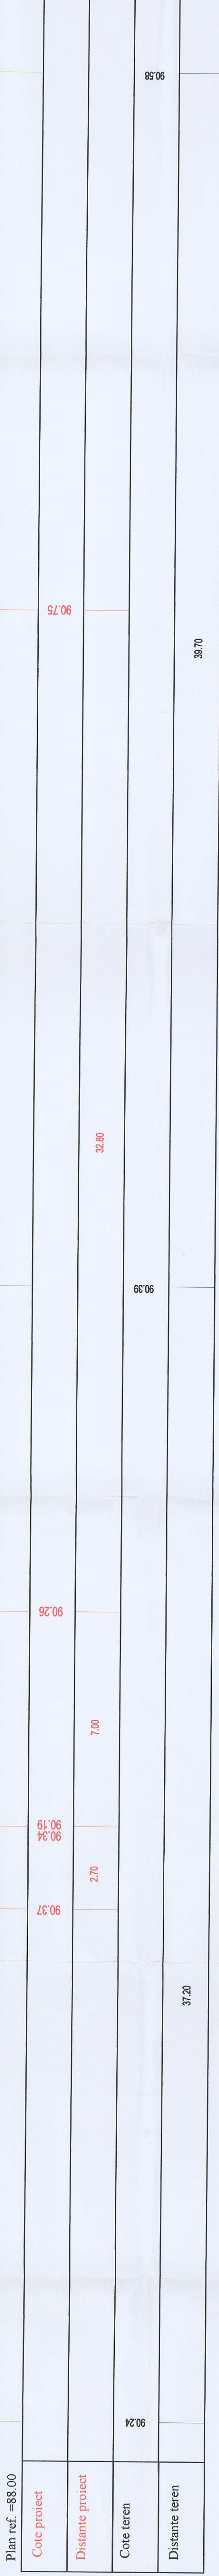 Plan ref. =88.00
Cote proiect
90.37
90.34
90.19
90.26
90.75
Distante proiect
2.70
7.00
32.80
Cote teren
90.24
90.39
90.58
Distante teren
37.20
39.70